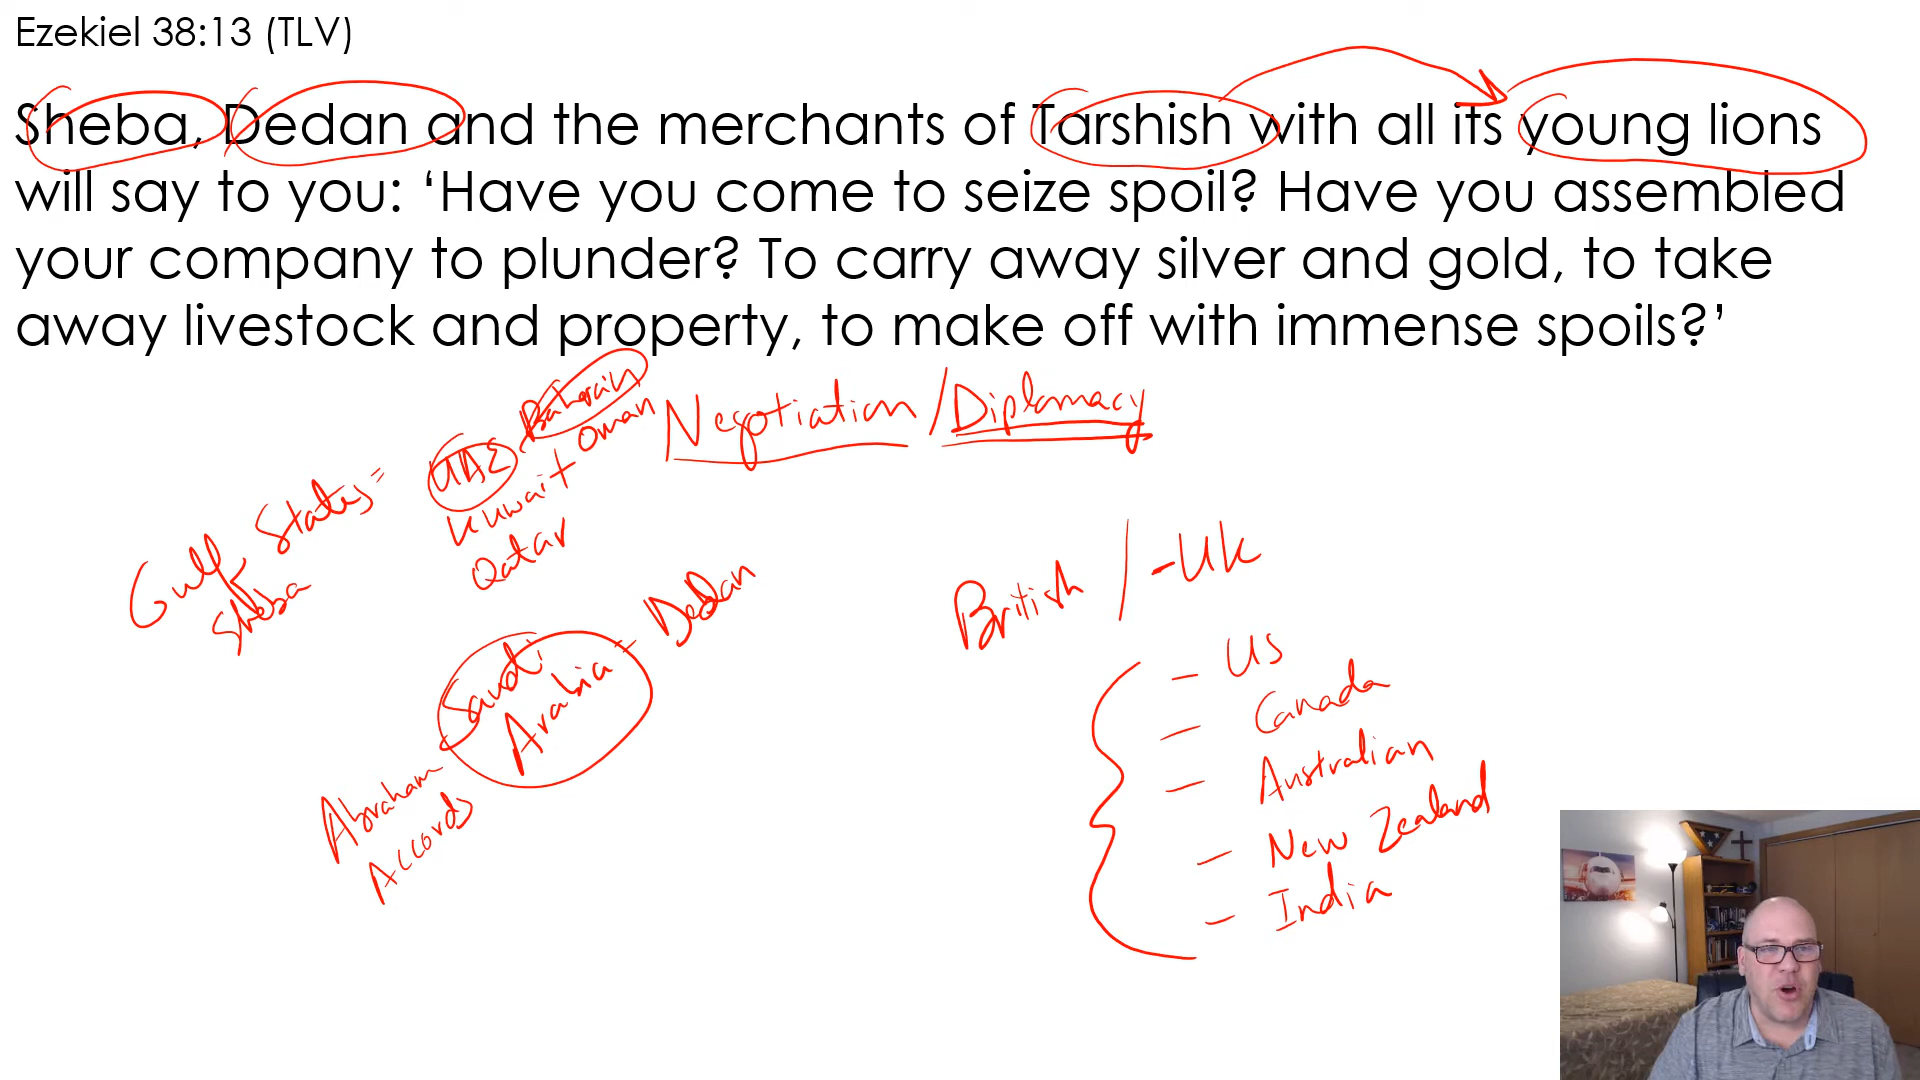 Ezekiel 38:13 (TLV)
Sheba, Dedan and the merchants of Tarshish with all its young lions
will say to you: ‘Have you come to seize spoil? Have you assembled
your company to plunder? To carry away silver and gold, to take
away livestock and property, to make off with immense spoils?’
Negotiation / Diplomacy
Gulf States =
Sheba
UAE
Bahrain
Oman
Kuwait
Qatar
Saudi
Arabia
- Dedan
Abraham
Accords
British / - UK
- US
- Canada
- Australian
- New Zealand
- India